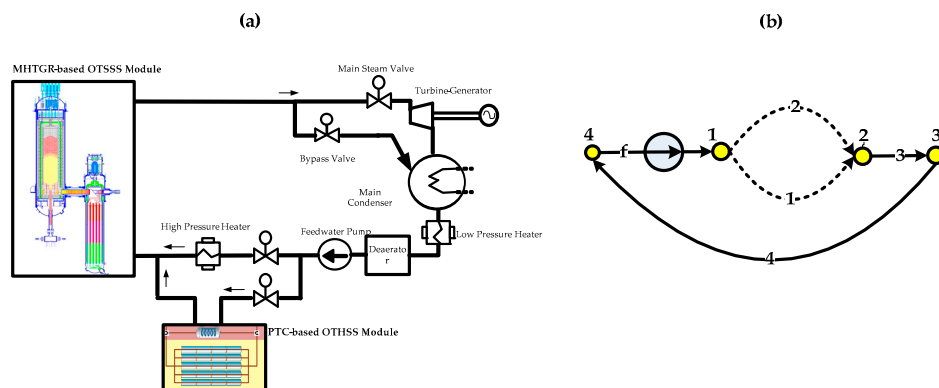 (a)
(b)
MHTGR-based OTSSS Module
Main Steam Valve
Turbine-Generator
Bypass Valve
Main
Condenser
High Pressure Heater
Feedwater Pump
Low Pressure Heater
Deaerato
r
PTC-based OTHSS Module
4
f
1
2
1
2
3
3
4